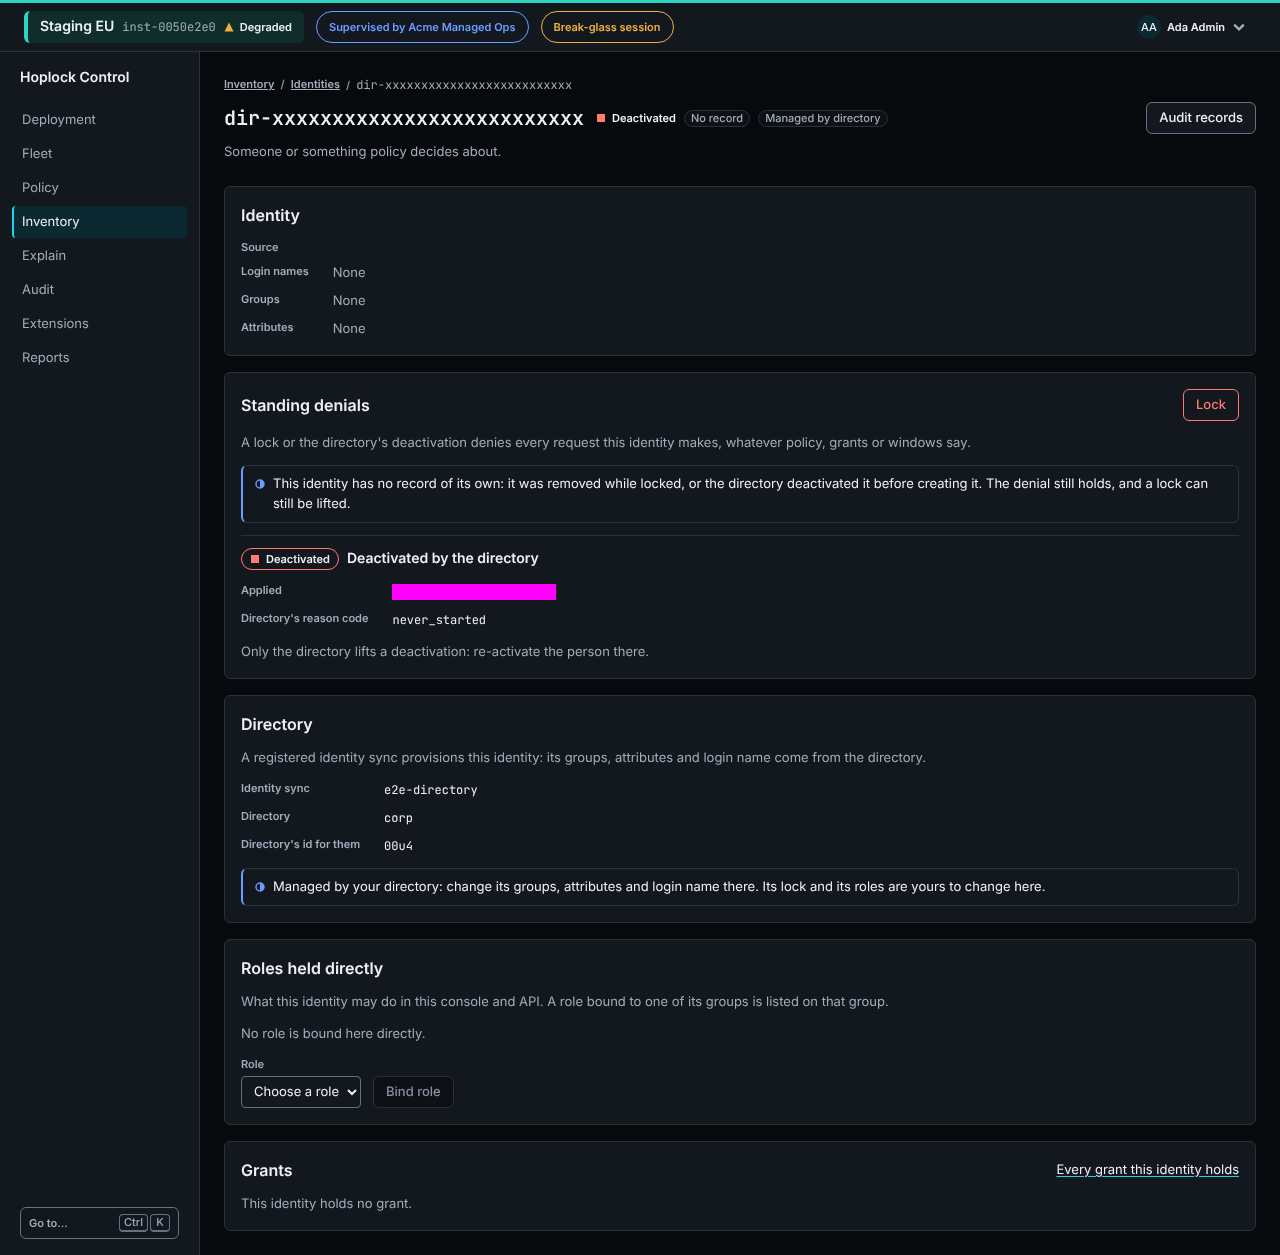 Staging EU inst-0050e2e0 Degraded Supervised by Acme Managed Ops Break-glass session AA Ada Admin
Hoplock Control
Deployment
Fleet
Policy
Inventory
Explain
Audit
Extensions
Reports
Go to... Ctrl K
Inventory / Identities / dir-xxxxxxxxxxxxxxxxxxxxxxxxxx
dir-xxxxxxxxxxxxxxxxxxxxxxxxxx Deactivated No record Managed by directory Audit records
Someone or something policy decides about.
Identity
Source
Login names None
Groups None
Attributes None
Standing denials Lock
A lock or the directory's deactivation denies every request this identity makes, whatever policy, grants or windows say.
This identity has no record of its own: it was removed while locked, or the directory deactivated it before creating it. The denial still holds, and a lock can
still be lifted.
Deactivated Deactivated by the directory
Applied
Directory's reason code never_started
Only the directory lifts a deactivation: re-activate the person there.
Directory
A registered identity sync provisions this identity: its groups, attributes and login name come from the directory.
Identity sync e2e-directory
Directory corp
Directory's id for them 00u4
Managed by your directory: change its groups, attributes and login name there. Its lock and its roles are yours to change here.
Roles held directly
What this identity may do in this console and API. A role bound to one of its groups is listed on that group.
No role is bound here directly.
Role
Choose a role Bind role
Grants Every grant this identity holds
This identity holds no grant.